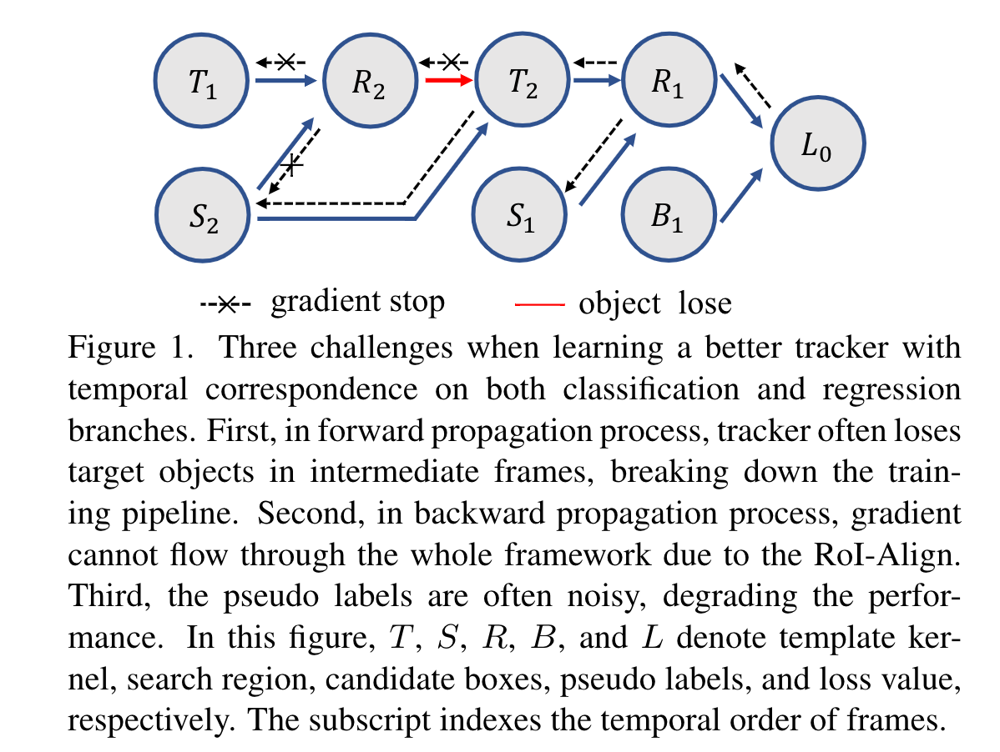 T₁ R₂ T₂ R₁
L₀
S₂ S₁ B₁
gradient stop object lose
Figure 1. Three challenges when learning a better tracker with
temporal correspondence on both classification and regression
branches. First, in forward propagation process, tracker often loses
target objects in intermediate frames, breaking down the train-
ing pipeline. Second, in backward propagation process, gradient
cannot flow through the whole framework due to the RoI-Align.
Third, the pseudo labels are often noisy, degrading the perfor-
mance. In this figure, T, S, R, B, and L denote template ker-
nel, search region, candidate boxes, pseudo labels, and loss value,
respectively. The subscript indexes the temporal order of frames.